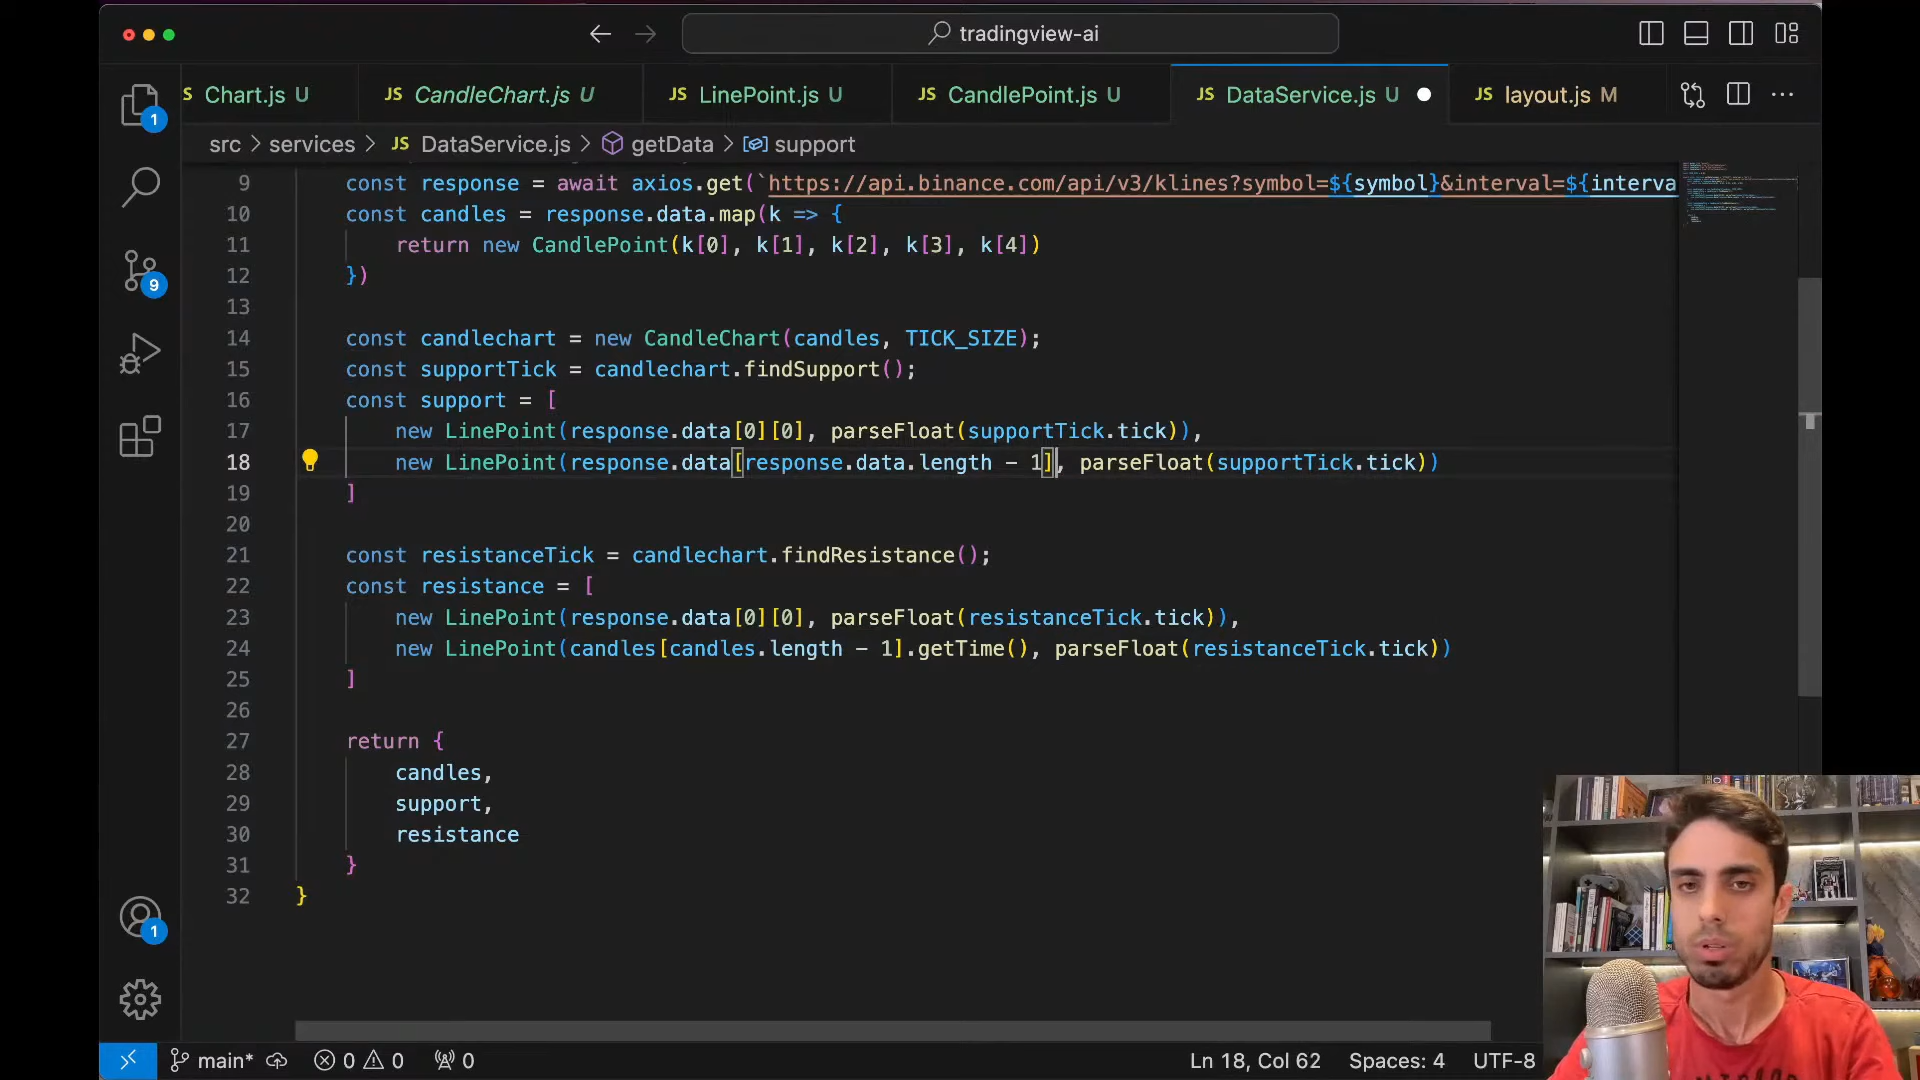 tradingview-ai
JS Chart.js U
JS CandleChart.js U
JS LinePoint.js U
JS CandlePoint.js U
JS DataService.js U
JS layout.js M
src > services > JS DataService.js > getData > support
9 const response = await axios.get(`https://api.binance.com/api/v3/klines?symbol=${symbol}&interval=${interva
10 const candles = response.data.map(k => {
11 return new CandlePoint(k[0], k[1], k[2], k[3], k[4])
12 })
13
14 const candlechart = new CandleChart(candles, TICK_SIZE);
15 const supportTick = candlechart.findSupport();
16 const support = [
17 new LinePoint(response.data[0][0], parseFloat(supportTick.tick)),
18 new LinePoint(response.data[response.data.length - 1], parseFloat(supportTick.tick))
19 ]
20
21 const resistanceTick = candlechart.findResistance();
22 const resistance = [
23 new LinePoint(response.data[0][0], parseFloat(resistanceTick.tick)),
24 new LinePoint(candles[candles.length - 1].getTime(), parseFloat(resistanceTick.tick))
25 ]
26
27 return {
28 candles,
29 support,
30 resistance
31 }
32 }
1
9
1
main* 0 0 0
Ln 18, Col 62 Spaces: 4 UTF-8